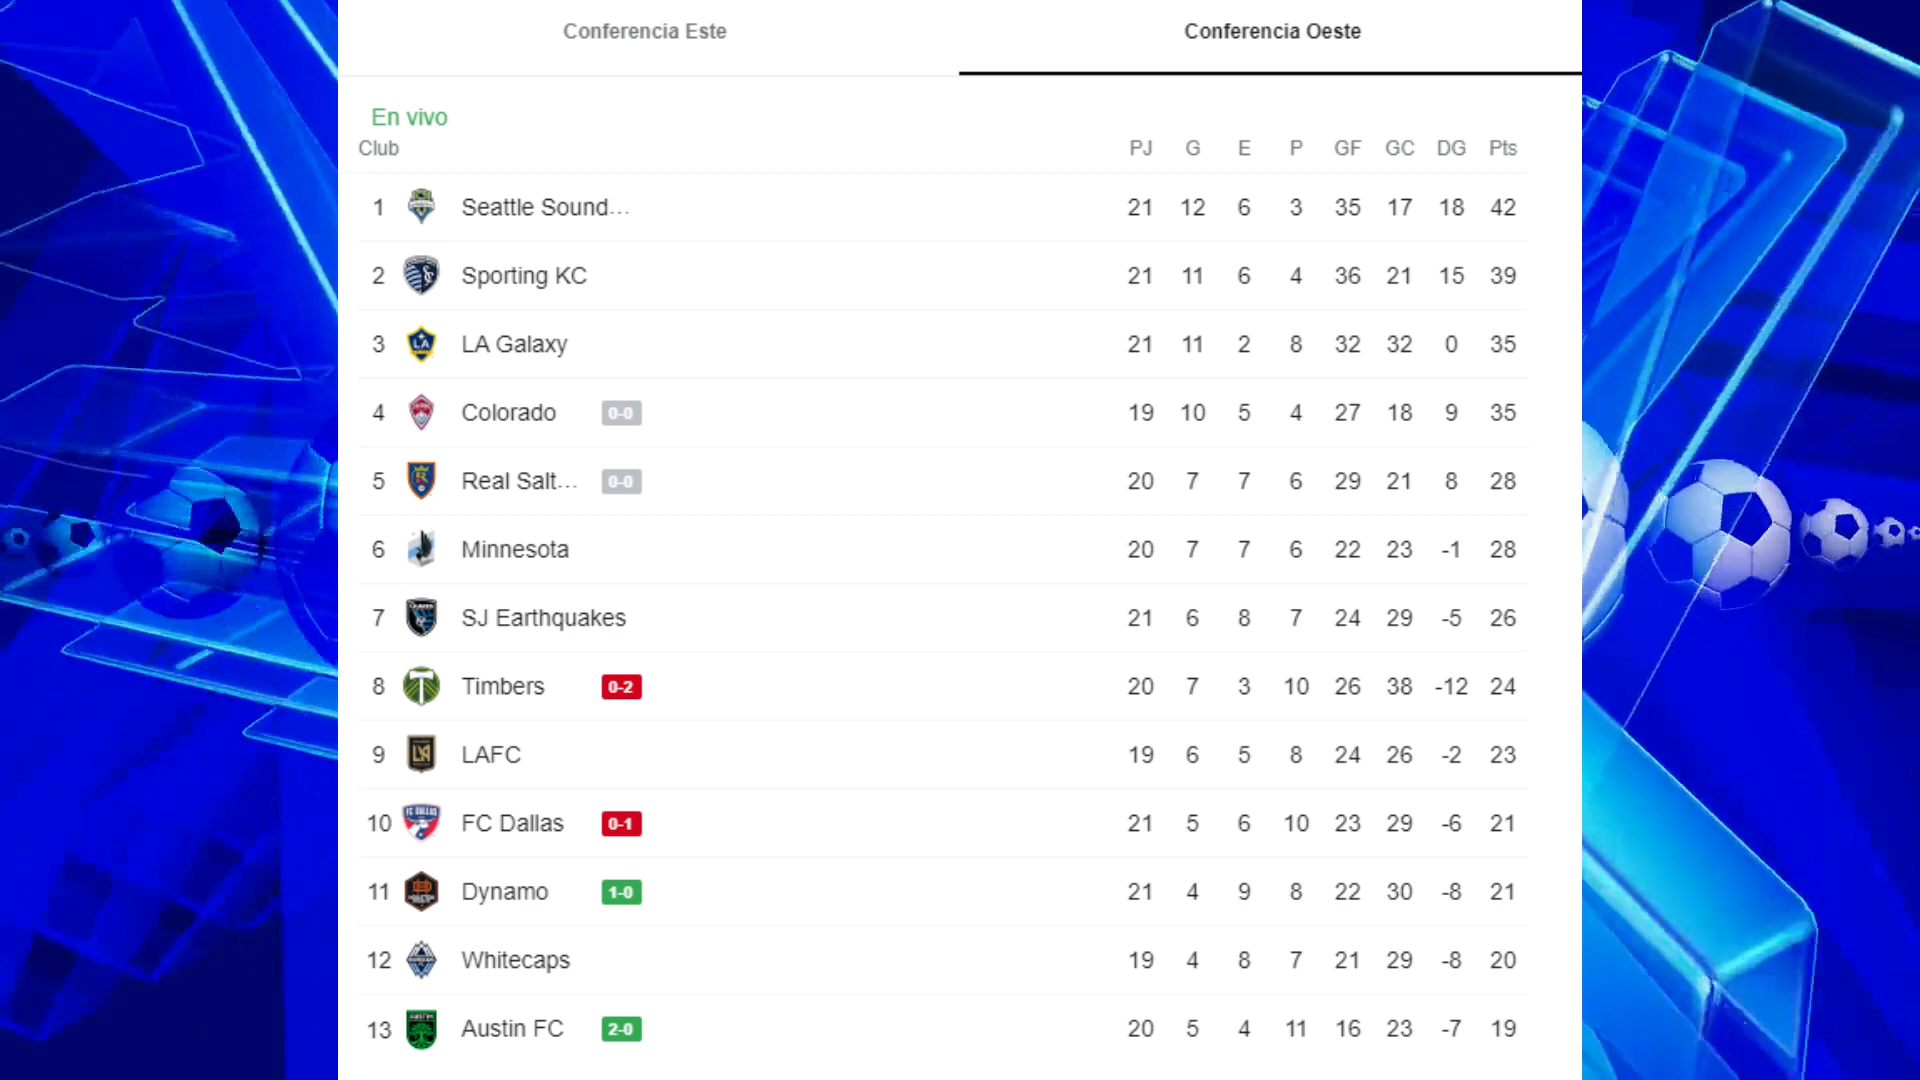 Conferencia Este Conferencia Oeste
En vivo
Club PJ G E P GF GC DG Pts
1 Seattle Sound... 21 12 6 3 35 17 18 42
2 Sporting KC 21 11 6 4 36 21 15 39
3 LA Galaxy 21 11 2 8 32 32 0 35
4 Colorado 0-0 19 10 5 4 27 18 9 35
5 Real Salt... 0-0 20 7 7 6 29 21 8 28
6 Minnesota 20 7 7 6 22 23 -1 28
7 SJ Earthquakes 21 6 8 7 24 29 -5 26
8 Timbers 0-2 20 7 3 10 26 38 -12 24
9 LAFC 19 6 5 8 24 26 -2 23
10 FC Dallas 0-1 21 5 6 10 23 29 -6 21
11 Dynamo 1-0 21 4 9 8 22 30 -8 21
12 Whitecaps 19 4 8 7 21 29 -8 20
13 Austin FC 2-0 20 5 4 11 16 23 -7 19